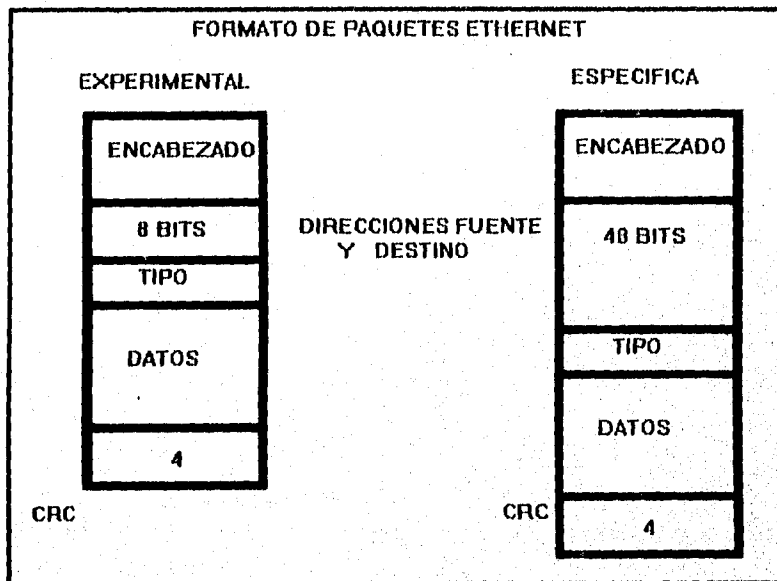 FORMATO DE PAQUETES ETHERNET
EXPERIMENTAL
ENCABEZADO
8 BITS
TIPO
DATOS
4
CRC
DIRECCIONES FUENTE
Y DESTINO
ESPECIFICA
ENCABEZADO
48 BITS
TIPO
DATOS
CRC
4